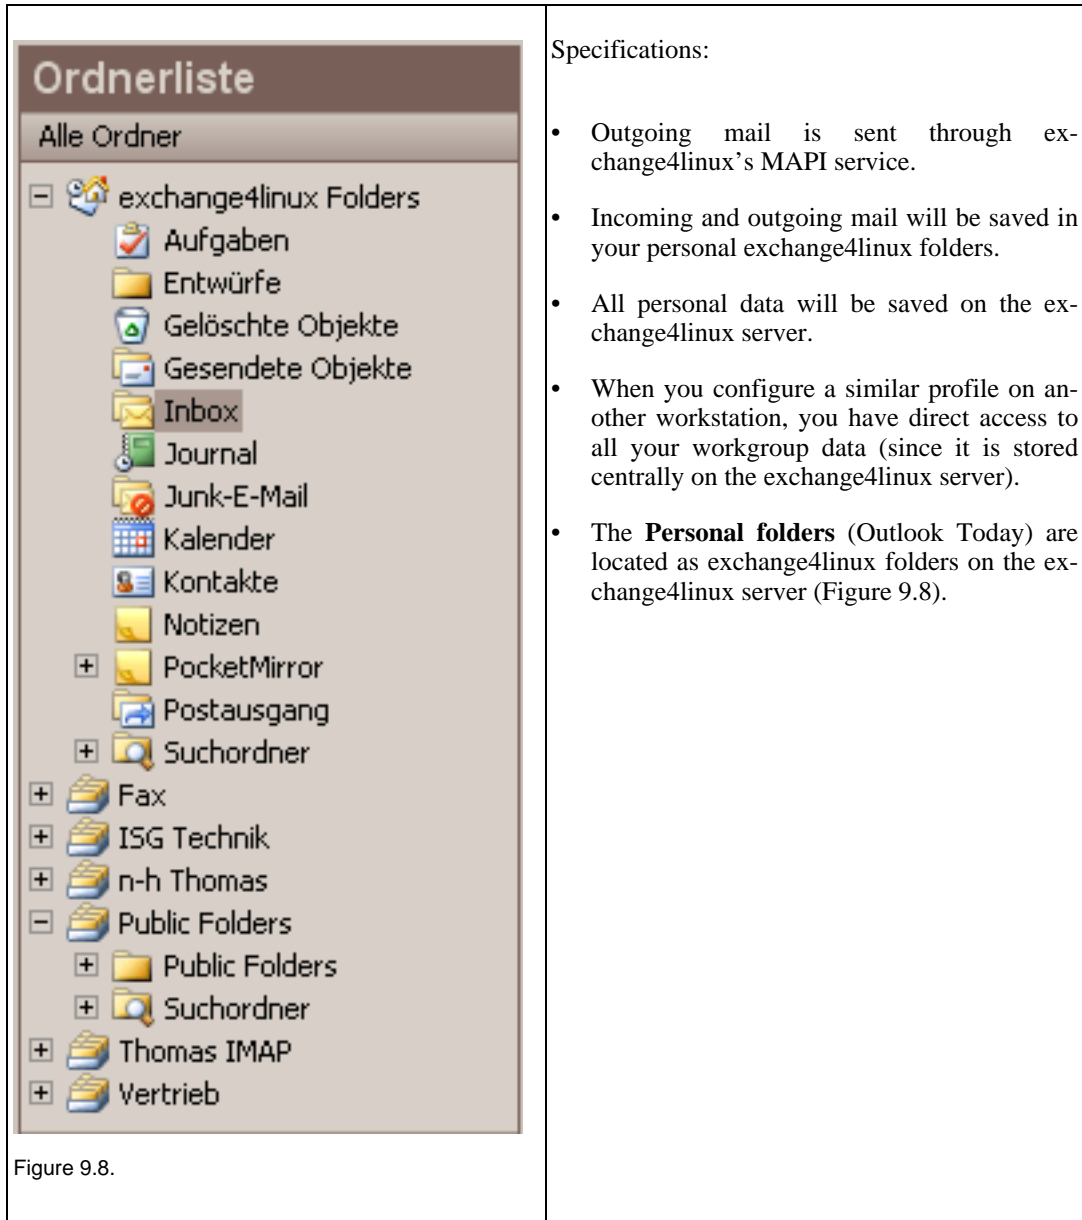 Ordnerliste
Alle Ordner
exchange4linux Folders
Aufgaben
Entwürfe
Gelöschte Objekte
Gesendete Objekte
Inbox
Journal
Junk-E-Mail
Kalender
Kontakte
Notizen
PocketMirror
Postausgang
Suchordner
Fax
ISG Technik
n-h Thomas
Public Folders
Public Folders
Suchordner
Thomas IMAP
Vertrieb
Figure 9.8.
Specifications:
• Outgoing mail is sent through ex-
change4linux's MAPI service.
• Incoming and outgoing mail will be saved in
your personal exchange4linux folders.
• All personal data will be saved on the ex-
change4linux server.
• When you configure a similar profile on an-
other workstation, you have direct access to
all your workgroup data (since it is stored
centrally on the exchange4linux server).
• The Personal folders (Outlook Today) are
located as exchange4linux folders on the ex-
change4linux server (Figure 9.8).